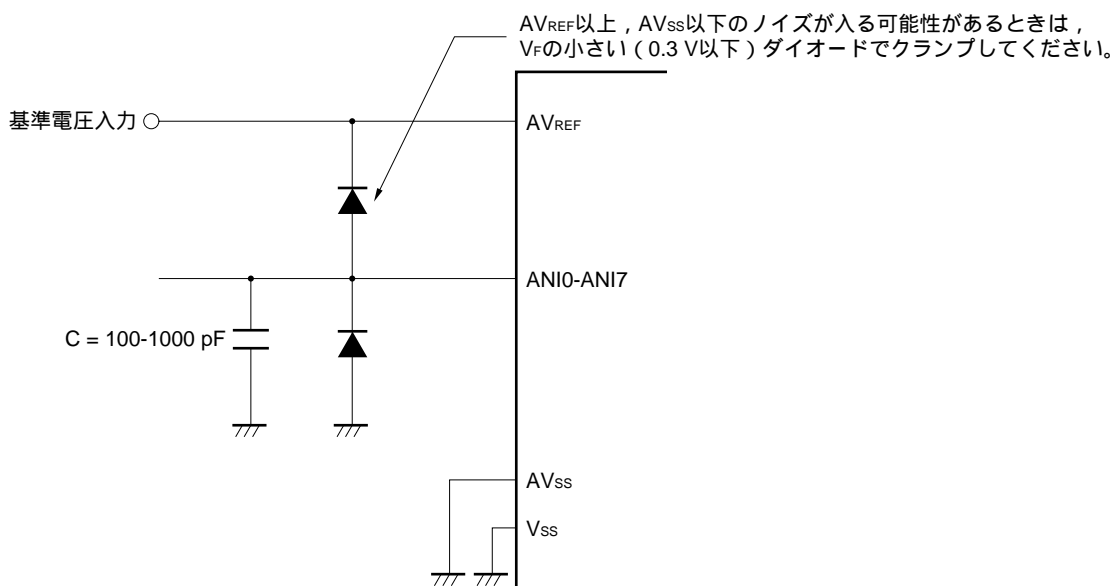 AVREF以上，AVSS以下のノイズが入る可能性があるときは，
VFの小さい（0.3 V以下）ダイオードでクランプしてください。
基準電圧入力
AVREF
ANI0-ANI7
C = 100-1000 pF
AVSS
VSS